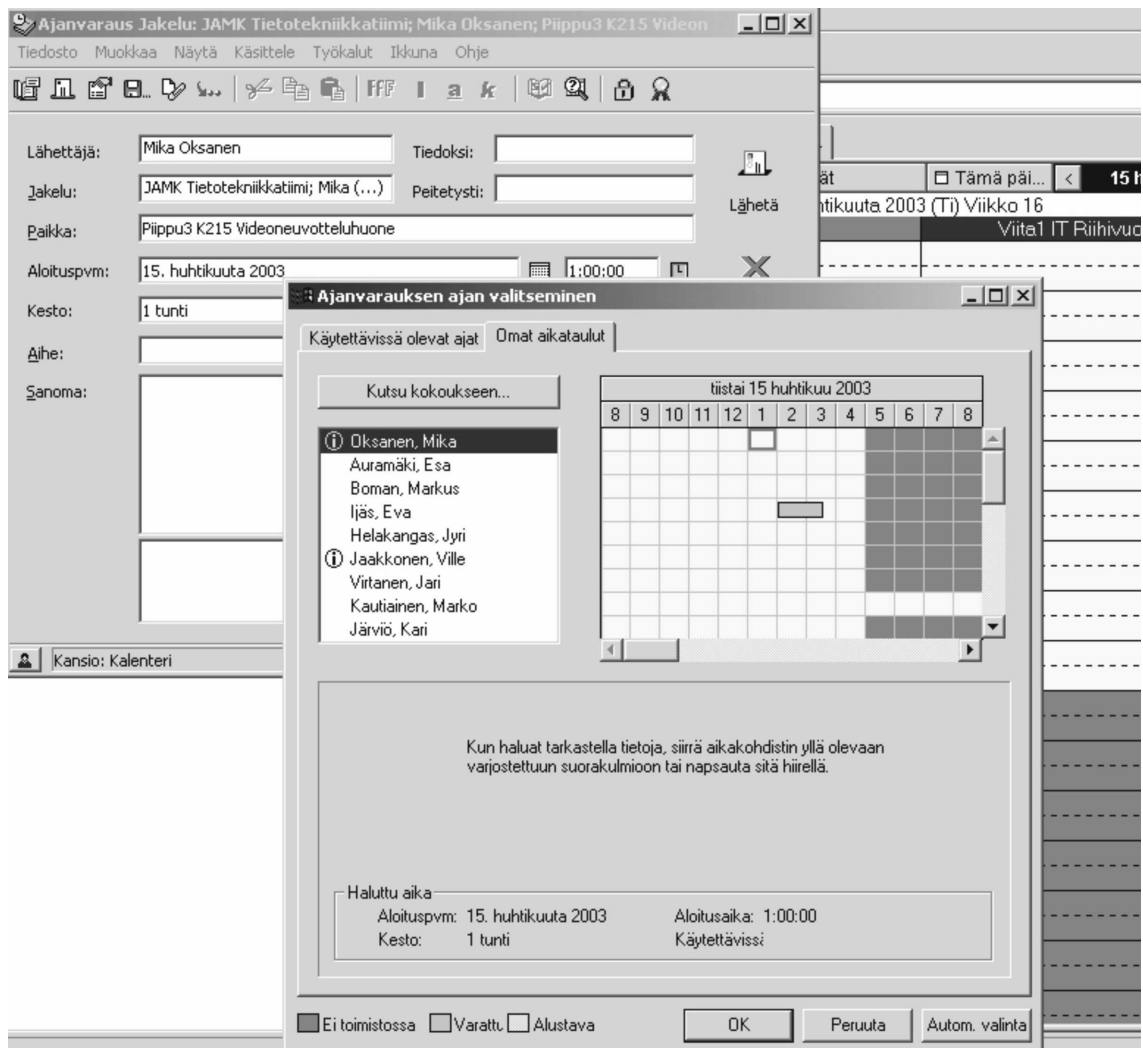 Ajanvaraus Jakelu: JAMK Tietotekniikkatiimi; Mika Oksanen; Piippu3 K215 Videon
Tiedosto Muokkaa Näytä Käsittele Työkalut Ikkuna Ohje
Lähettäjä: Mika Oksanen Tiedoksi:
Jakelu: JAMK Tietotekniikkatiimi; Mika (...) Peitetysti:
Lähetä
Paikka: Piippu3 K215 Videoneuvotteluhuone
Aloituspvm: 15. huhtikuuta 2003 1:00:00
Kesto: 1 tunti
Aihe:
Sanoma:
Kansio: Kalenteri
ät Tämä päi... < 15 h
htikuuta 2003 (Ti) Viikko 16
Viita1 IT Riihivuo
Ajanvarauksen ajan valitseminen
Käytettävissä olevat ajat Omat aikataulut
Kutsu kokoukseen...
tiistai 15 huhtikuu 2003
8 9 10 11 12 1 2 3 4 5 6 7 8
Oksanen, Mika
Auramäki, Esa
Boman, Markus
Ijäs, Eva
Helakangas, Jyri
Jaakkonen, Ville
Virtanen, Jari
Kautiainen, Marko
Järviö, Kari
Kun haluat tarkastella tietoja, siirrä aikakohdistin yllä olevaan
varjostettuun suorakulmioon tai napsauta sitä hiirellä.
Haluttu aika
Aloituspvm: 15. huhtikuuta 2003 Aloitusaika: 1:00:00
Kesto: 1 tunti Käytettäviss
Ei toimistossa Varattu Alustava
OK Peruuta Autom. valinta